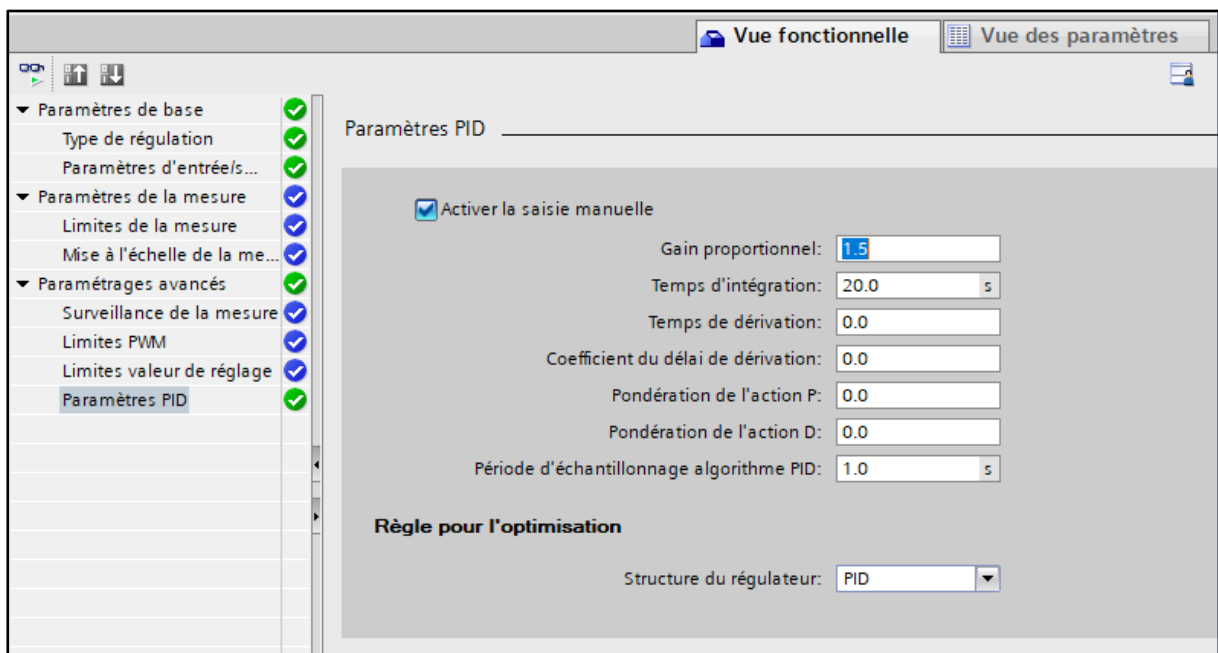 Vue fonctionnelle
Vue des paramètres
Paramètres de base
Type de régulation
Paramètres d'entrée/s...
Paramètres de la mesure
Limites de la mesure
Mise à l'échelle de la me...
Paramétrages avancés
Surveillance de la mesure
Limites PWM
Limites valeur de réglage
Paramètres PID
Paramètres PID
Activer la saisie manuelle
Gain proportionnel: 1.5
Temps d'intégration: 20.0 s
Temps de dérivation: 0.0
Coefficient du délai de dérivation: 0.0
Pondération de l'action P: 0.0
Pondération de l'action D: 0.0
Période d'échantillonnage algorithme PID: 1.0 s
Règle pour l'optimisation
Structure du régulateur: PID